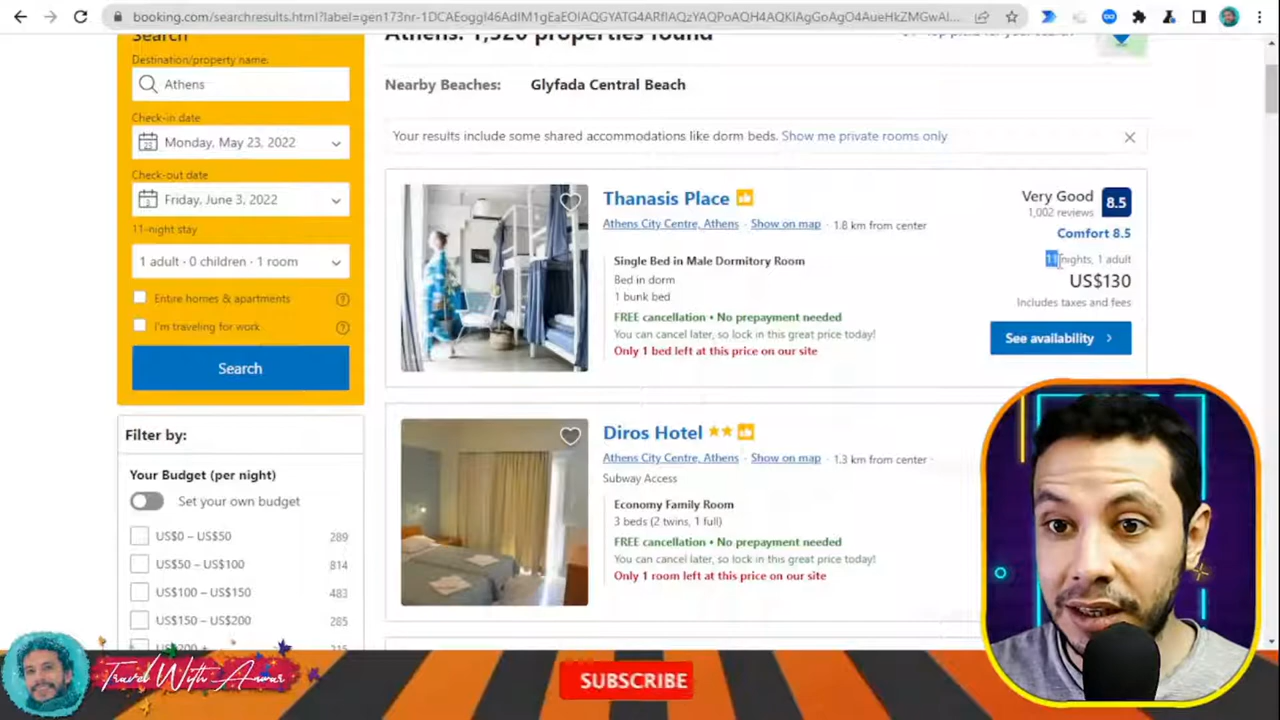 booking.com/searchresults.html?label=gen173nr-1DCAEoggI46AdIM1gEaEOIAQGYATG4ARfIAQzYAQPoAQH4AQKIAgGoAgO4AueHkZMGwAI...
Search
Athens: 1,320 properties found
Destination/property name:
Athens
Nearby Beaches: Glyfada Central Beach
Check-in date
Monday, May 23, 2022
Your results include some shared accommodations like dorm beds. Show me private rooms only
Check-out date
Friday, June 3, 2022
11-night stay
1 adult · 0 children · 1 room
Entire homes & apartments
I'm traveling for work
Search
Thanasis Place
Athens City Centre, Athens · Show on map · 1.8 km from center
Single Bed in Male Dormitory Room
Bed in dorm
1 bunk bed
FREE cancellation • No prepayment needed
You can cancel later, so lock in this great price today!
Only 1 bed left at this price on our site
Very Good 8.5
1,002 reviews
Comfort 8.5
11 nights, 1 adult
US$130
Includes taxes and fees
See availability
Filter by:
Your Budget (per night)
Set your own budget
US$0 – US$50 289
US$50 – US$100 814
US$100 – US$150 483
US$150 – US$200 285
US$200 + 215
Diros Hotel
Athens City Centre, Athens · Show on map · 1.3 km from center
Subway Access
Economy Family Room
3 beds (2 twins, 1 full)
FREE cancellation • No prepayment needed
You can cancel later, so lock in this great price today!
Only 1 room left at this price on our site
Travel With Anwar
SUBSCRIBE